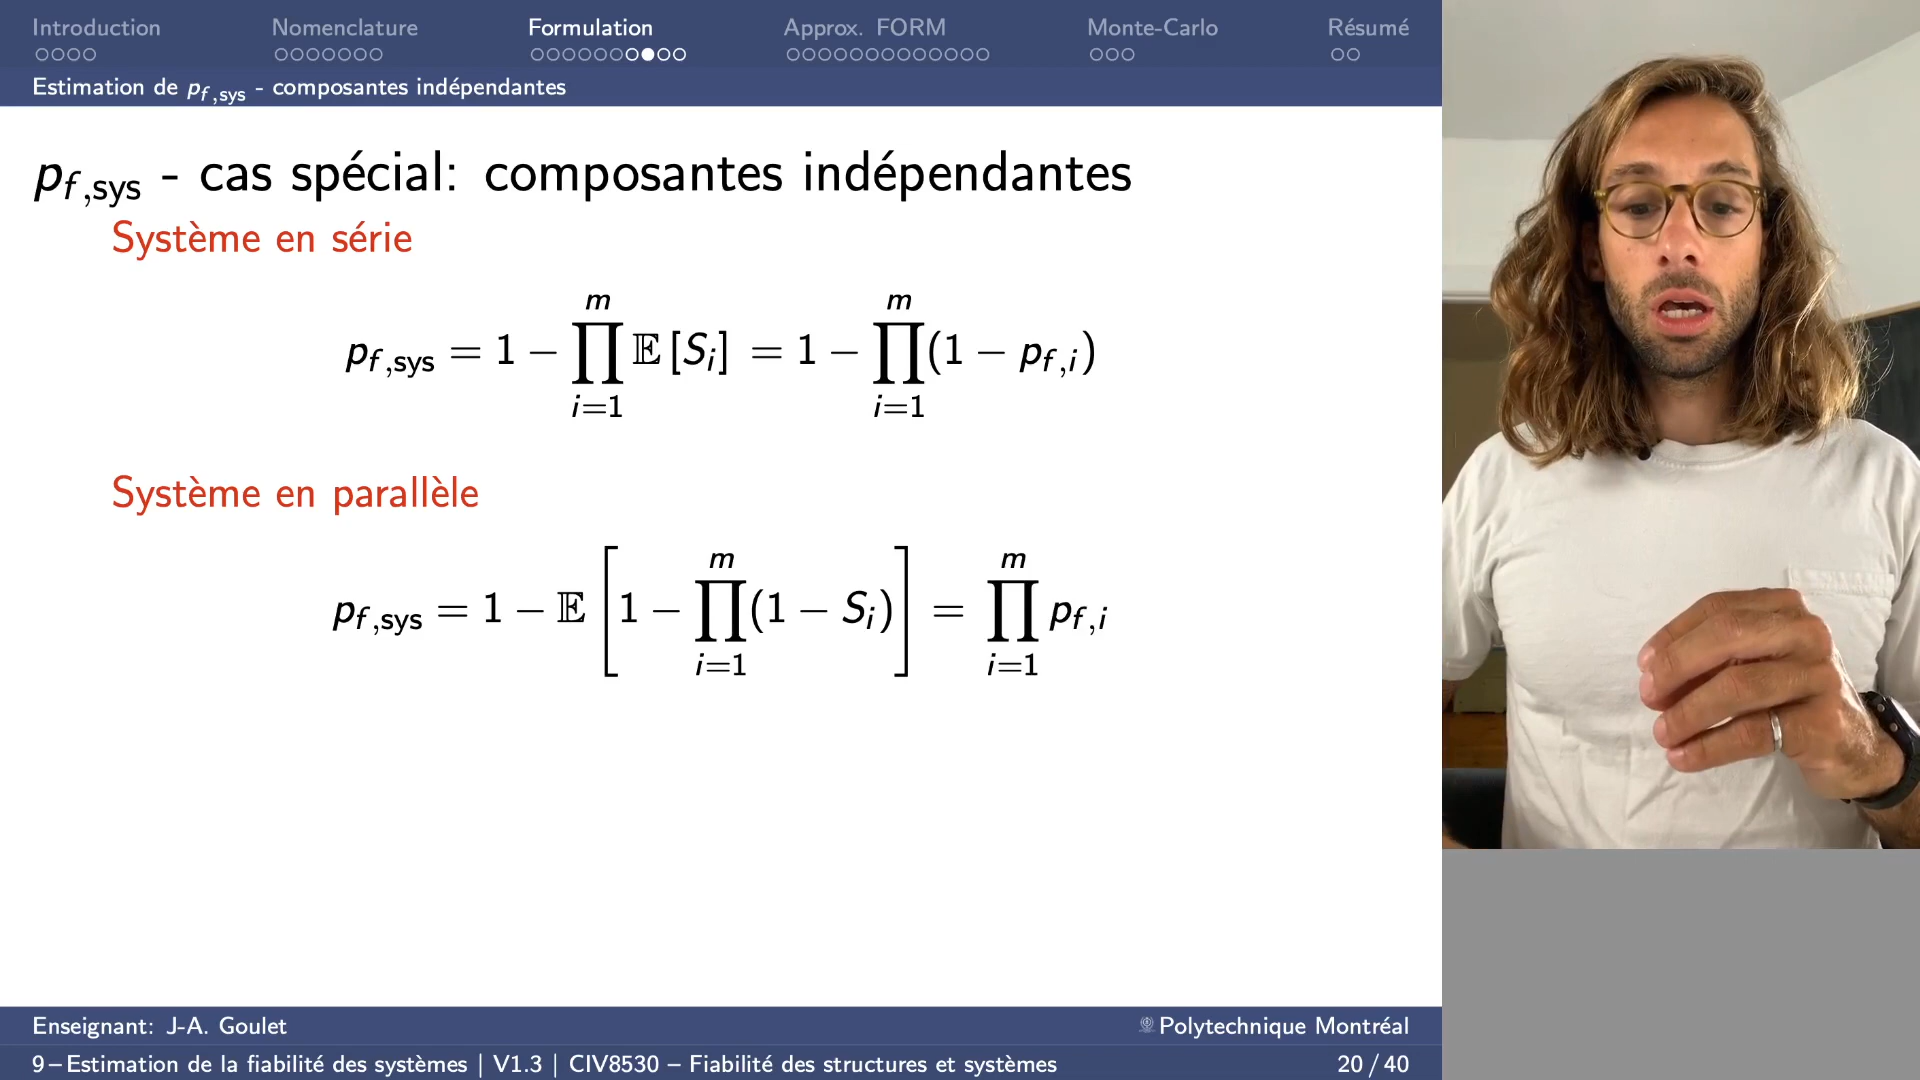 Introduction Nomenclature Formulation Approx. FORM Monte-Carlo Résumé
Estimation de p_{f,sys} - composantes indépendantes
p_{f,sys} - cas spécial: composantes indépendantes
Système en série
p_{f,sys} = 1 − ∏_{i=1}^{m} 𝔼[S_i] = 1 − ∏_{i=1}^{m} (1 − p_{f,i})
Système en parallèle
p_{f,sys} = 1 − 𝔼[1 − ∏_{i=1}^{m} (1 − S_i)] = ∏_{i=1}^{m} p_{f,i}
Enseignant: J-A. Goulet Polytechnique Montréal
9 – Estimation de la fiabilité des systèmes | V1.3 | CIV8530 – Fiabilité des structures et systèmes 20 / 40